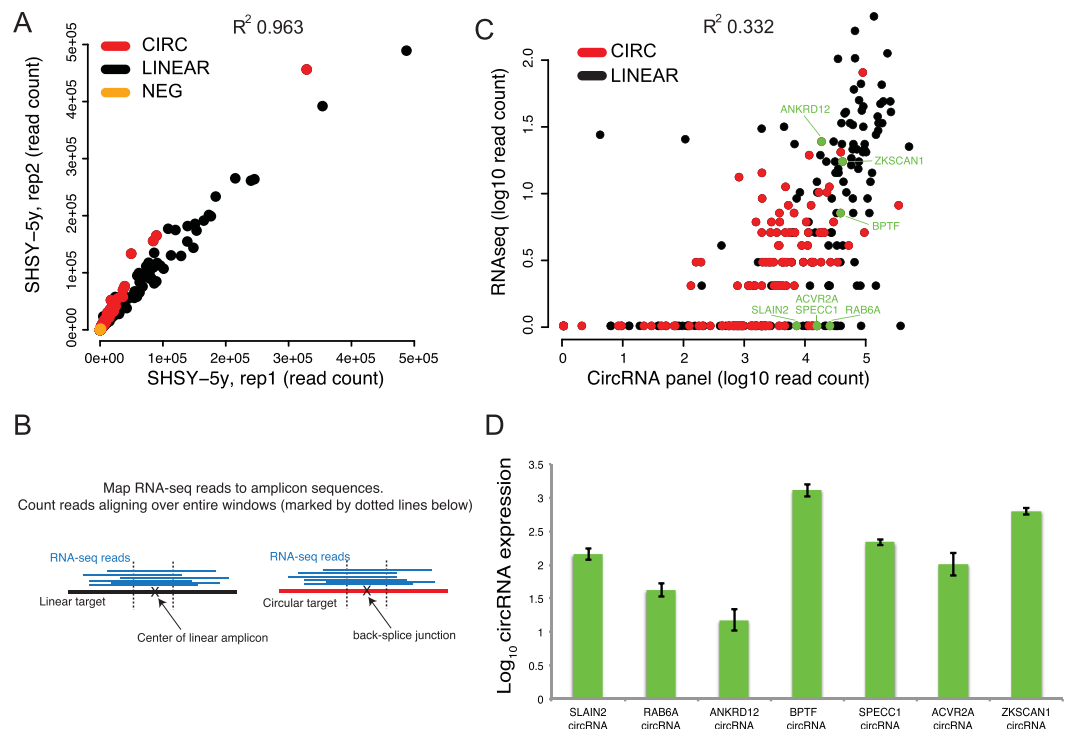 A
R2 0.963
CIRC
LINEAR
NEG
SHSY-5y, rep2 (read count)
0e+00
1e+05
2e+05
3e+05
4e+05
5e+05
0e+00 1e+05 2e+05 3e+05 4e+05 5e+05
SHSY-5y, rep1 (read count)
C
R2 0.332
CIRC
LINEAR
RNAseq (log10 read count)
2.0
1.5
1.0
0.5
0.0
ANKRD12
ZKSCAN1
BPTF
ACVR2A
SLAIN2 SPECC1 RAB6A
0 1 2 3 4 5
CircRNA panel (log10 read count)
B
Map RNA-seq reads to amplicon sequences.
Count reads aligning over entire windows (marked by dotted lines below)
RNA-seq reads
Linear target
X
Center of linear amplicon
RNA-seq reads
Circular target
X
back-splice junction
D
Log10 circRNA expression
3.5
3
2.5
2
1.5
1
0.5
0
SLAIN2 RAB6A ANKRD12 BPTF SPECC1 ACVR2A ZKSCAN1
circRNA circRNA circRNA circRNA circRNA circRNA circRNA